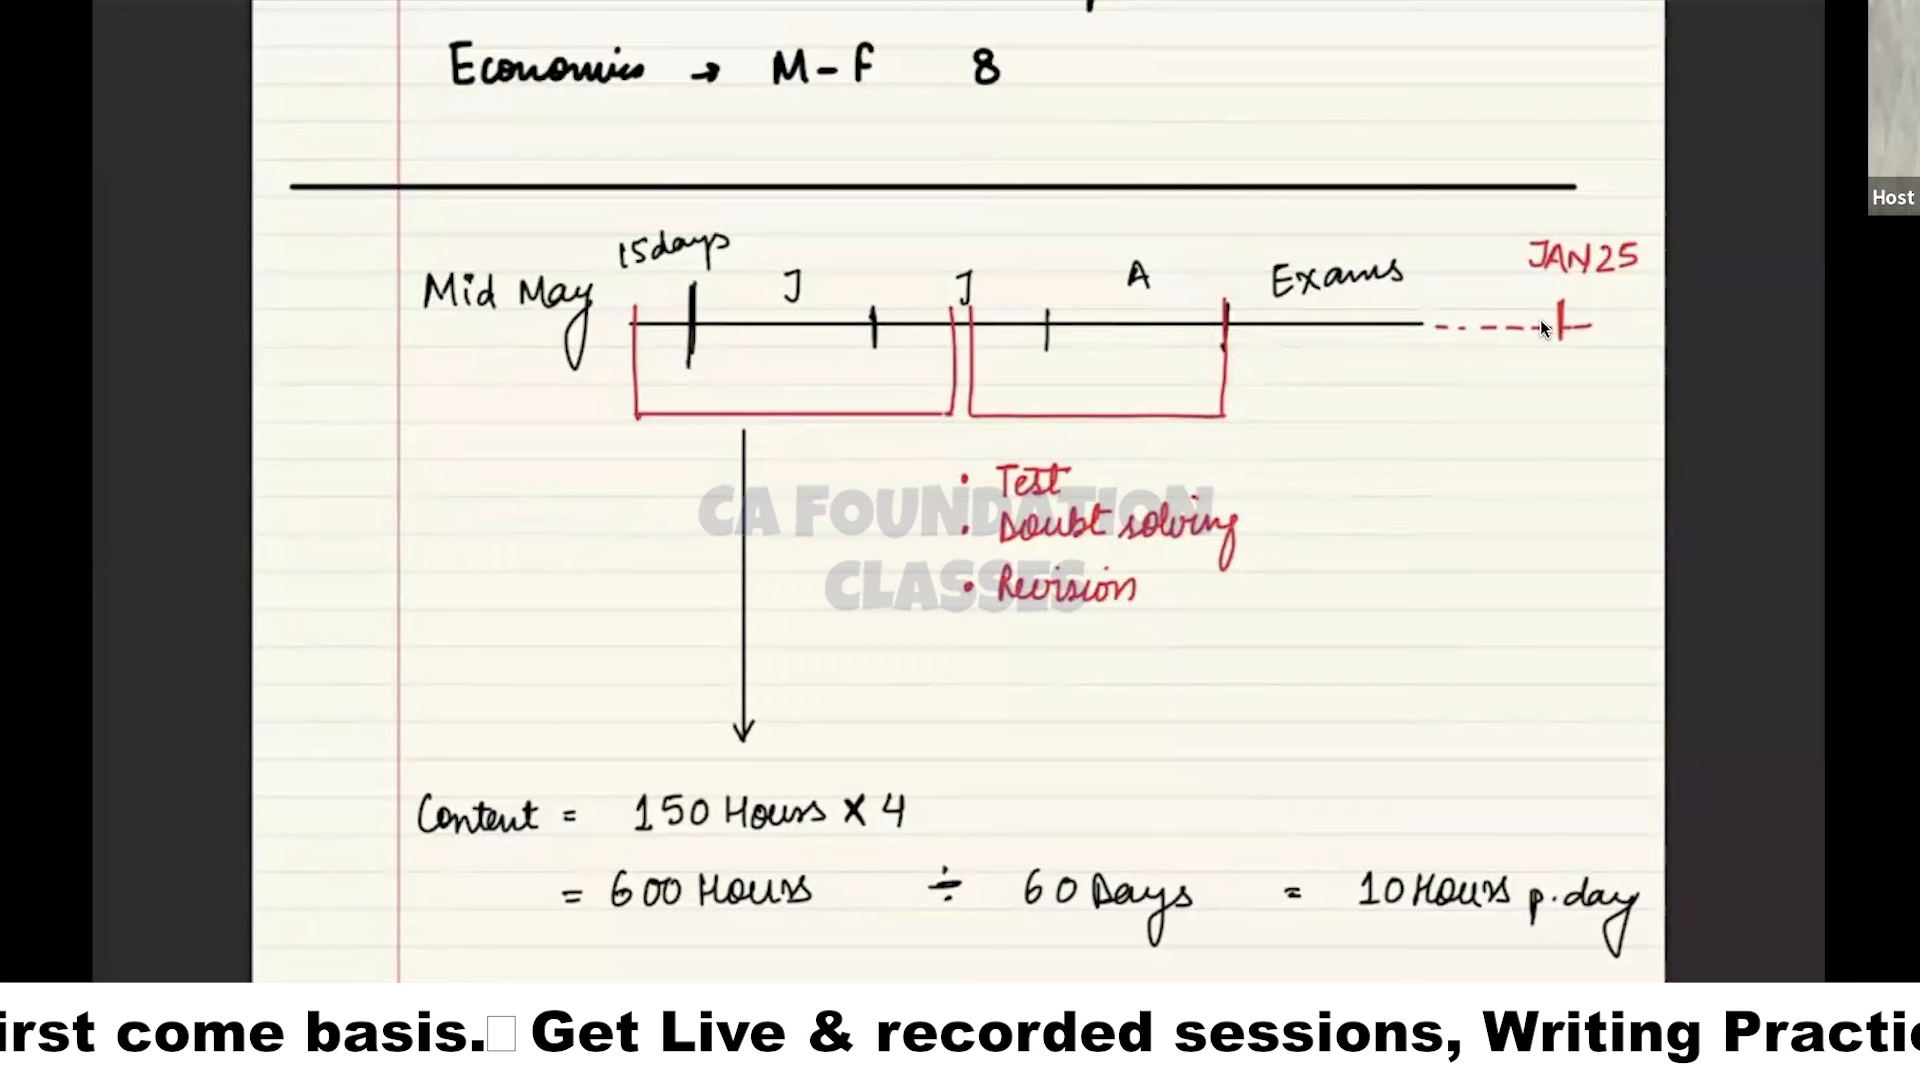 Economics → M-F 8
Host
15days
Mid May J J A Exams JAN25
• Test
• Doubt solving
• Revision
CA FOUNDATION
CLASSES
Content = 150 Hours × 4
= 600 Hours ÷ 60 Days = 10 Hours p.day
irst come basis. Get Live & recorded sessions, Writing Practic